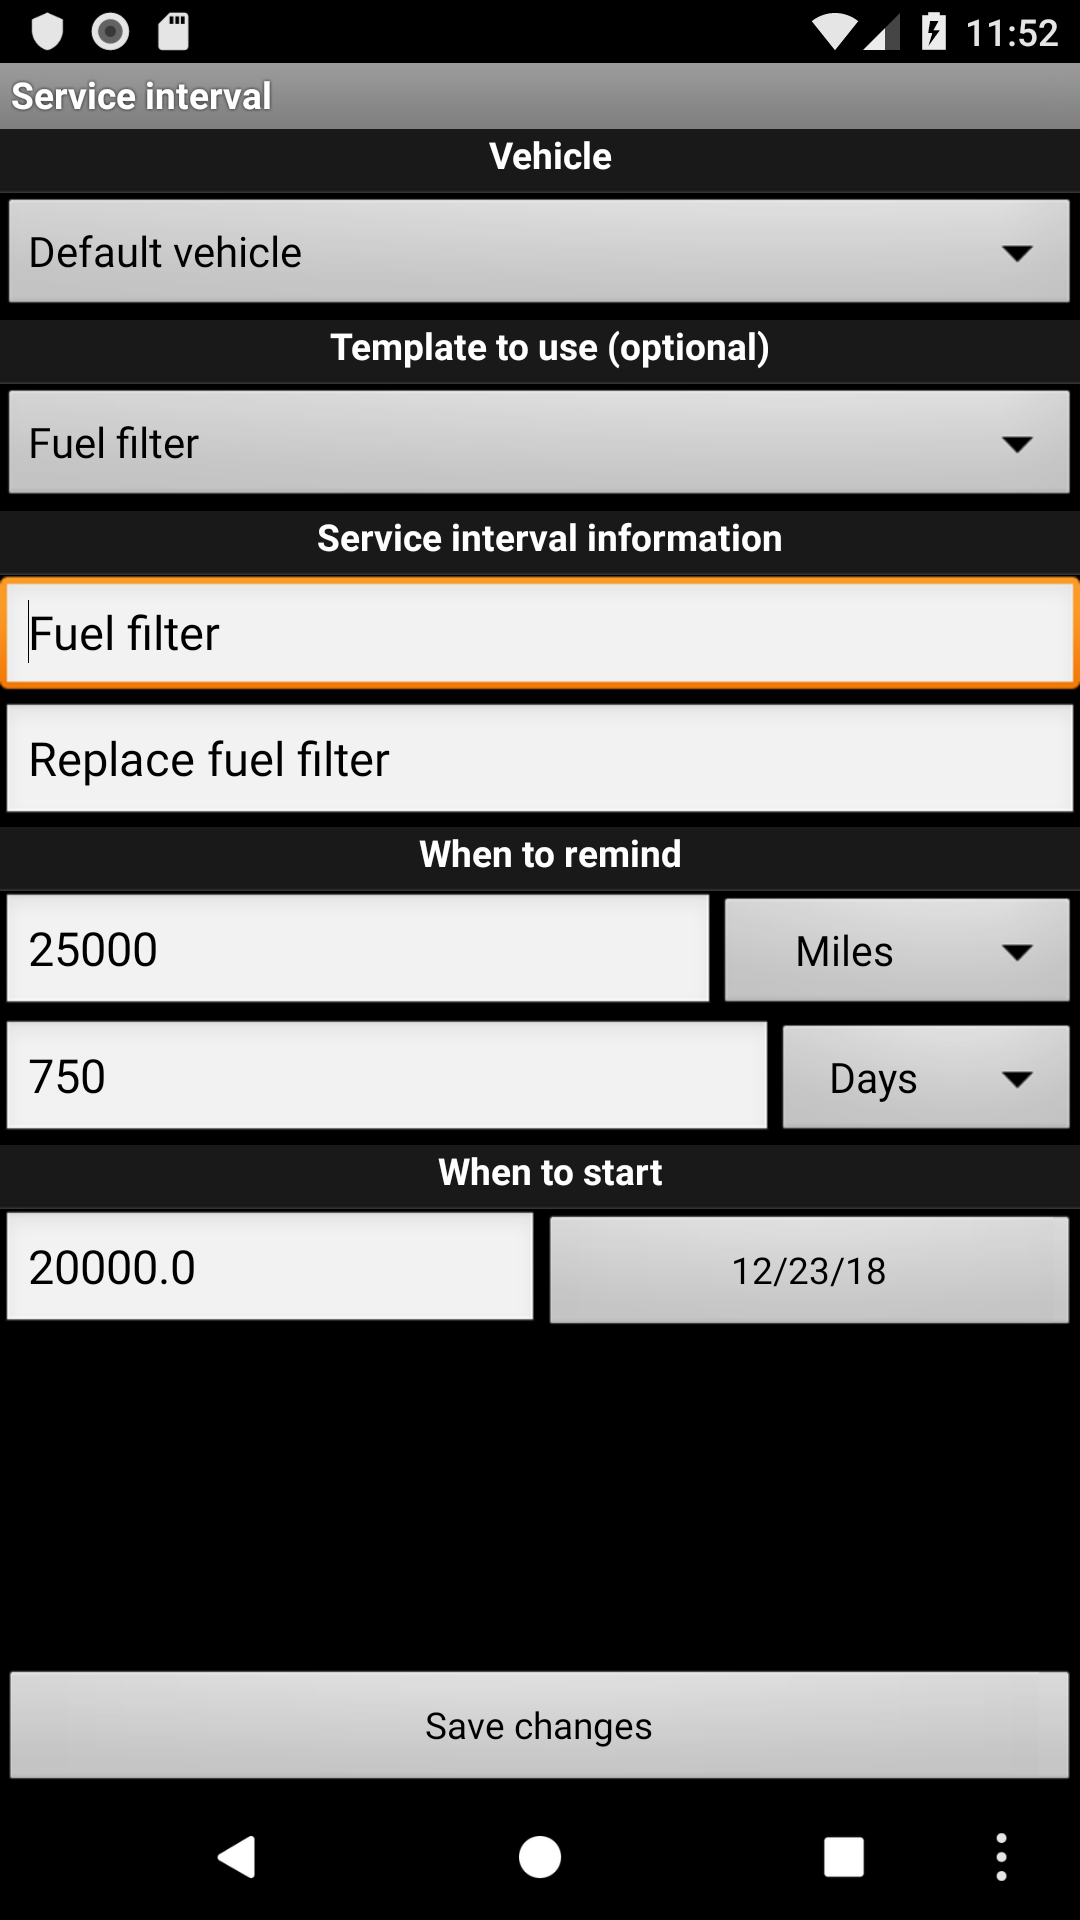 11:52
Service interval
Vehicle
Default vehicle
Template to use (optional)
Fuel filter
Service interval information
Fuel filter
Replace fuel filter
When to remind
25000 Miles
750 Days
When to start
20000.0 12/23/18
Save changes